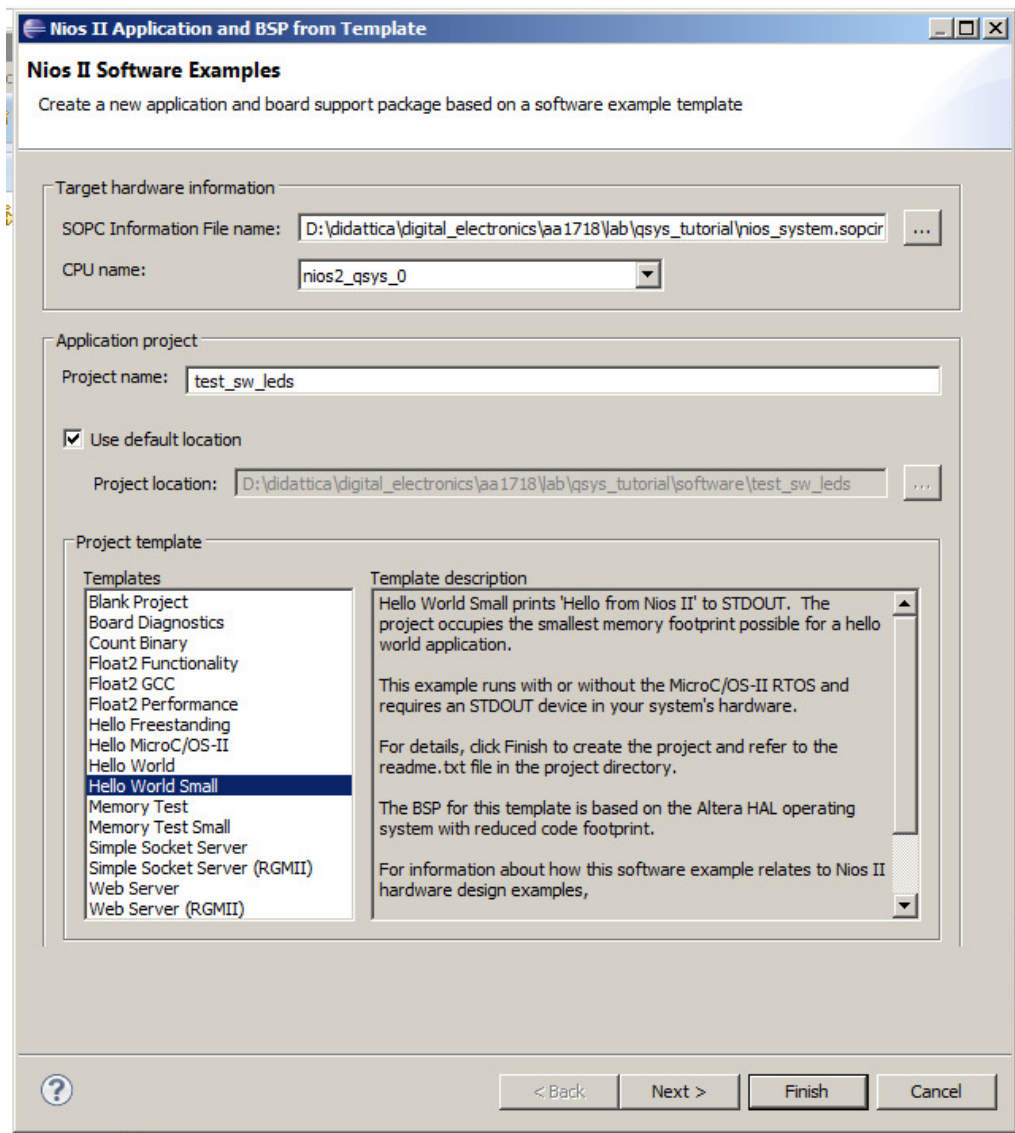 Nios II Application and BSP from Template
Nios II Software Examples
Create a new application and board support package based on a software example template
Target hardware information
SOPC Information File name: D:\didattica\digital_electronics\aa1718\lab\qsys_tutorial\nios_system.sopcir ...
CPU name: nios2_qsys_0
Application project
Project name: test_sw_leds
Use default location
Project location: D:\didattica\digital_electronics\aa1718\lab\qsys_tutorial\software\test_sw_leds ...
Project template
Templates
Blank Project
Board Diagnostics
Count Binary
Float2 Functionality
Float2 GCC
Float2 Performance
Hello Freestanding
Hello MicroC/OS-II
Hello World
Hello World Small
Memory Test
Memory Test Small
Simple Socket Server
Simple Socket Server (RGMII)
Web Server
Web Server (RGMII)
Template description
Hello World Small prints 'Hello from Nios II' to STDOUT. The
project occupies the smallest memory footprint possible for a hello
world application.
This example runs with or without the MicroC/OS-II RTOS and
requires an STDOUT device in your system's hardware.
For details, click Finish to create the project and refer to the
readme.txt file in the project directory.
The BSP for this template is based on the Altera HAL operating
system with reduced code footprint.
For information about how this software example relates to Nios II
hardware design examples,
? < Back Next > Finish Cancel